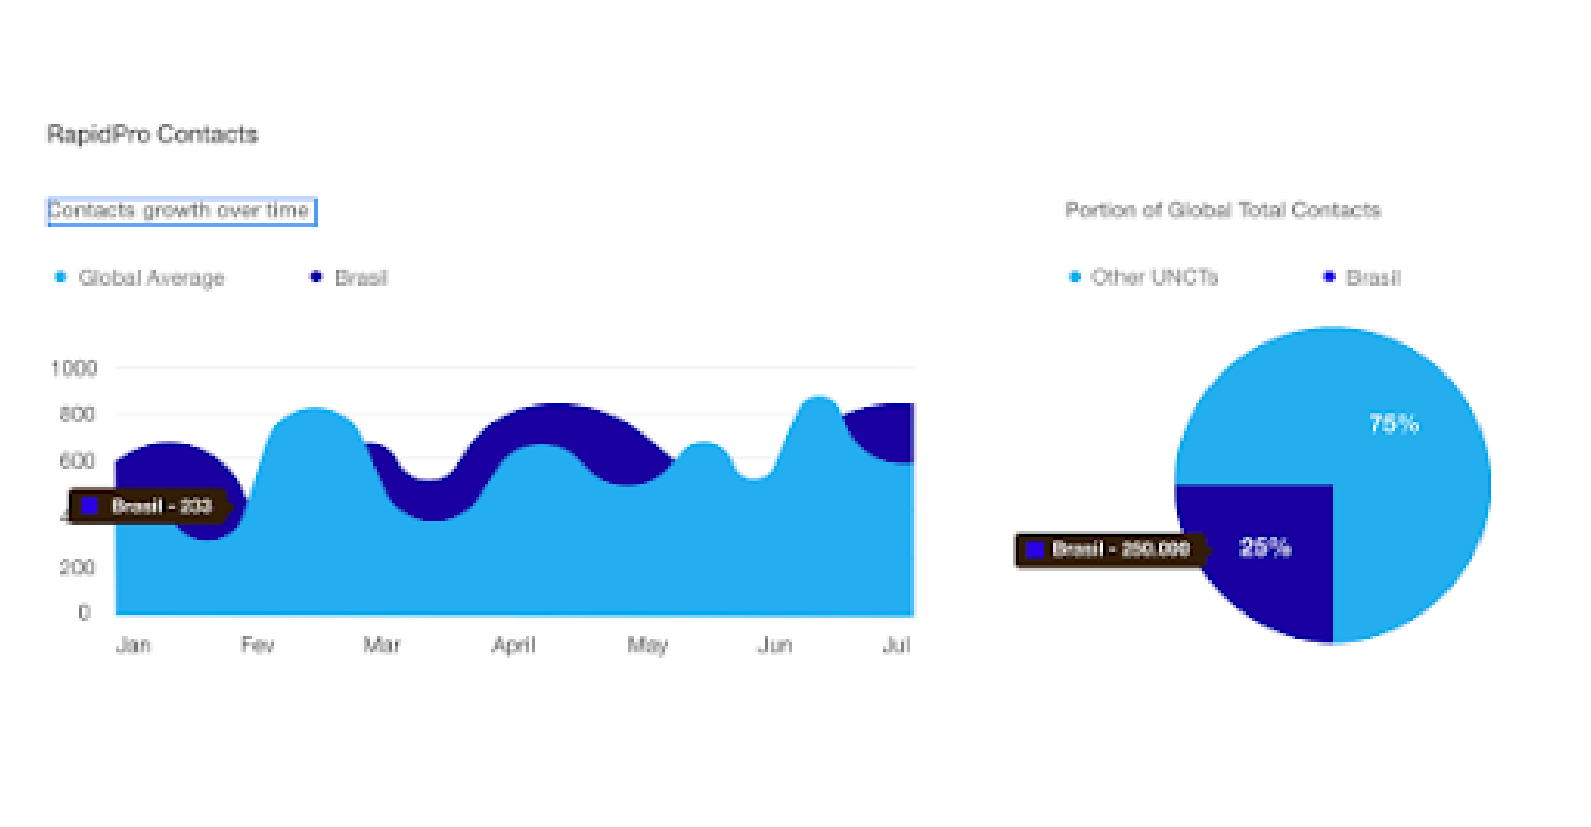 RapidPro Contacts
Contacts growth over time
Global Average
Brasil
1000
800
600
200
0
Brasil - 233
Jan
Fev
Mar
April
May
Jun
Jul
Portion of Global Total Contacts
Other UNCTs
Brasil
75%
25%
Brasil - 250.000